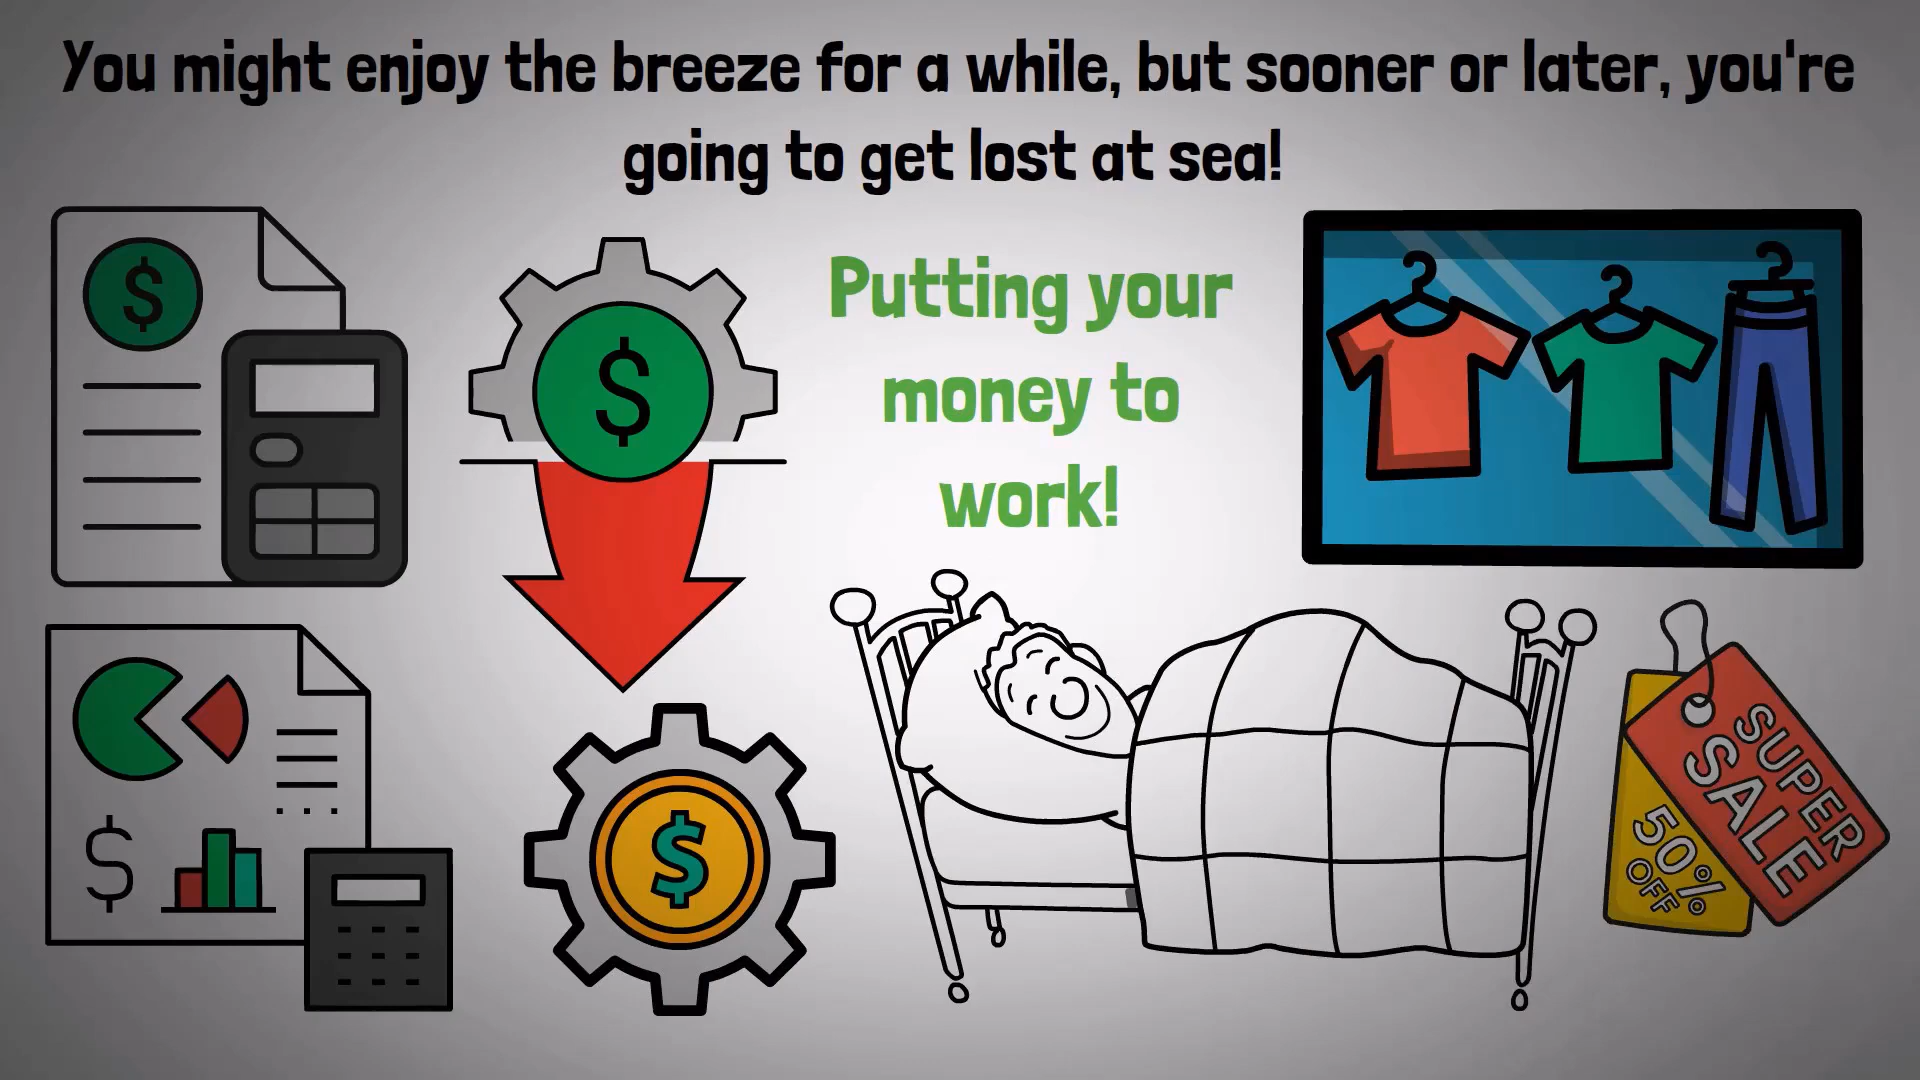 You might enjoy the breeze for a while, but sooner or later, you're
going to get lost at sea!
$
$
Putting your
money to
work!
$
$
SUPER
SALE
50%
OFF